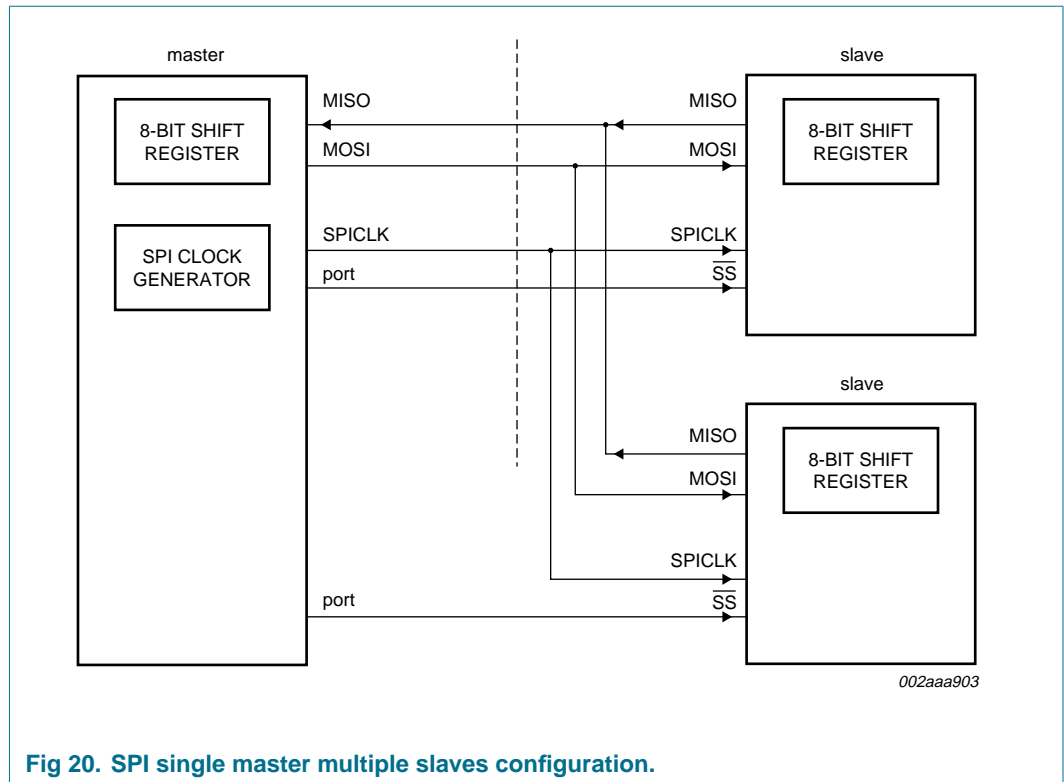 master
slave
MISO
MISO
8-BIT SHIFT
REGISTER
8-BIT SHIFT
REGISTER
MOSI
MOSI
SPICLK
SPICLK
SPI CLOCK
GENERATOR
port
S̅S̅
slave
MISO
8-BIT SHIFT
REGISTER
MOSI
SPICLK
port
S̅S̅
002aaa903
Fig 20. SPI single master multiple slaves configuration.